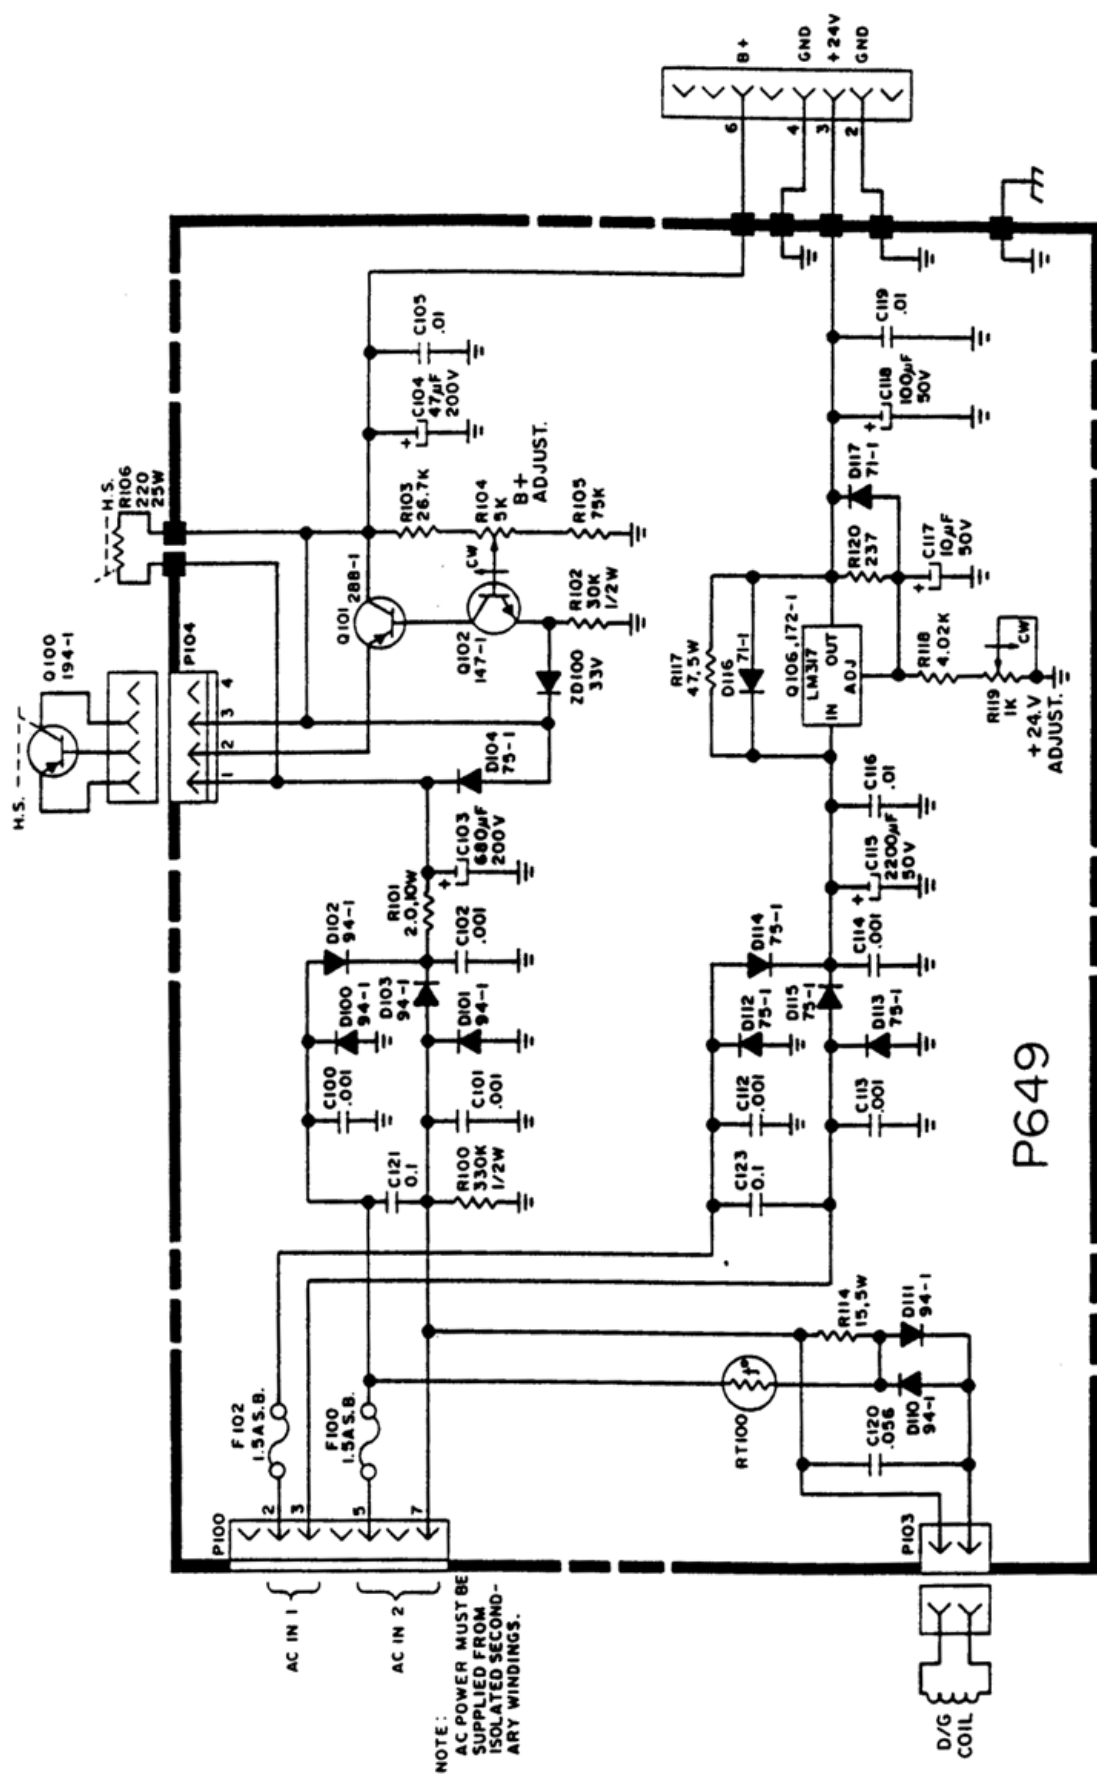 H.S.
Q100
194-1
H.S.
R106
220
25W
P104
1
2
3
4
P100
2
3
5
7
AC IN 1
AC IN 2
NOTE:
AC POWER MUST BE
SUPPLIED FROM
ISOLATED SECOND-
ARY WINDINGS.
F102
1.5A S.B.
F100
1.5A S.B.
C100
.001
D100
94-1
D102
94-1
D103
94-1
R101
2.0,10W
C121
0.1
R100
330K
1/2W
C101
.001
D101
94-1
C102
.001
+
C103
680µF
200V
D104
75-1
Q101
288-1
Q102
147-1
ZD100
33V
R102
30K
1/2W
CW
R103
26.7K
R104
5K
B+
ADJUST.
R105
75K
+
C104
47µF
200V
C105
.01
B+
GND
+24V
GND
6
4
3
2
C123
0.1
C112
.001
D112
75-1
D114
75-1
D115
75-1
C113
.001
D113
75-1
C114
.001
+
C115
2200µF
50V
C116
.01
R117
47,5W
D116
71-1
Q106,172-1
LM317
IN
OUT
ADJ
R120
237
D117
71-1
+
C117
10µF
50V
R118
4.02K
R119
1K
CW
+24.V
ADJUST.
+
C118
100µF
50V
C119
.01
RT100
t°
R114
15,5W
D111
94-1
D110
94-1
C120
.056
P103
D/G
COIL
P649